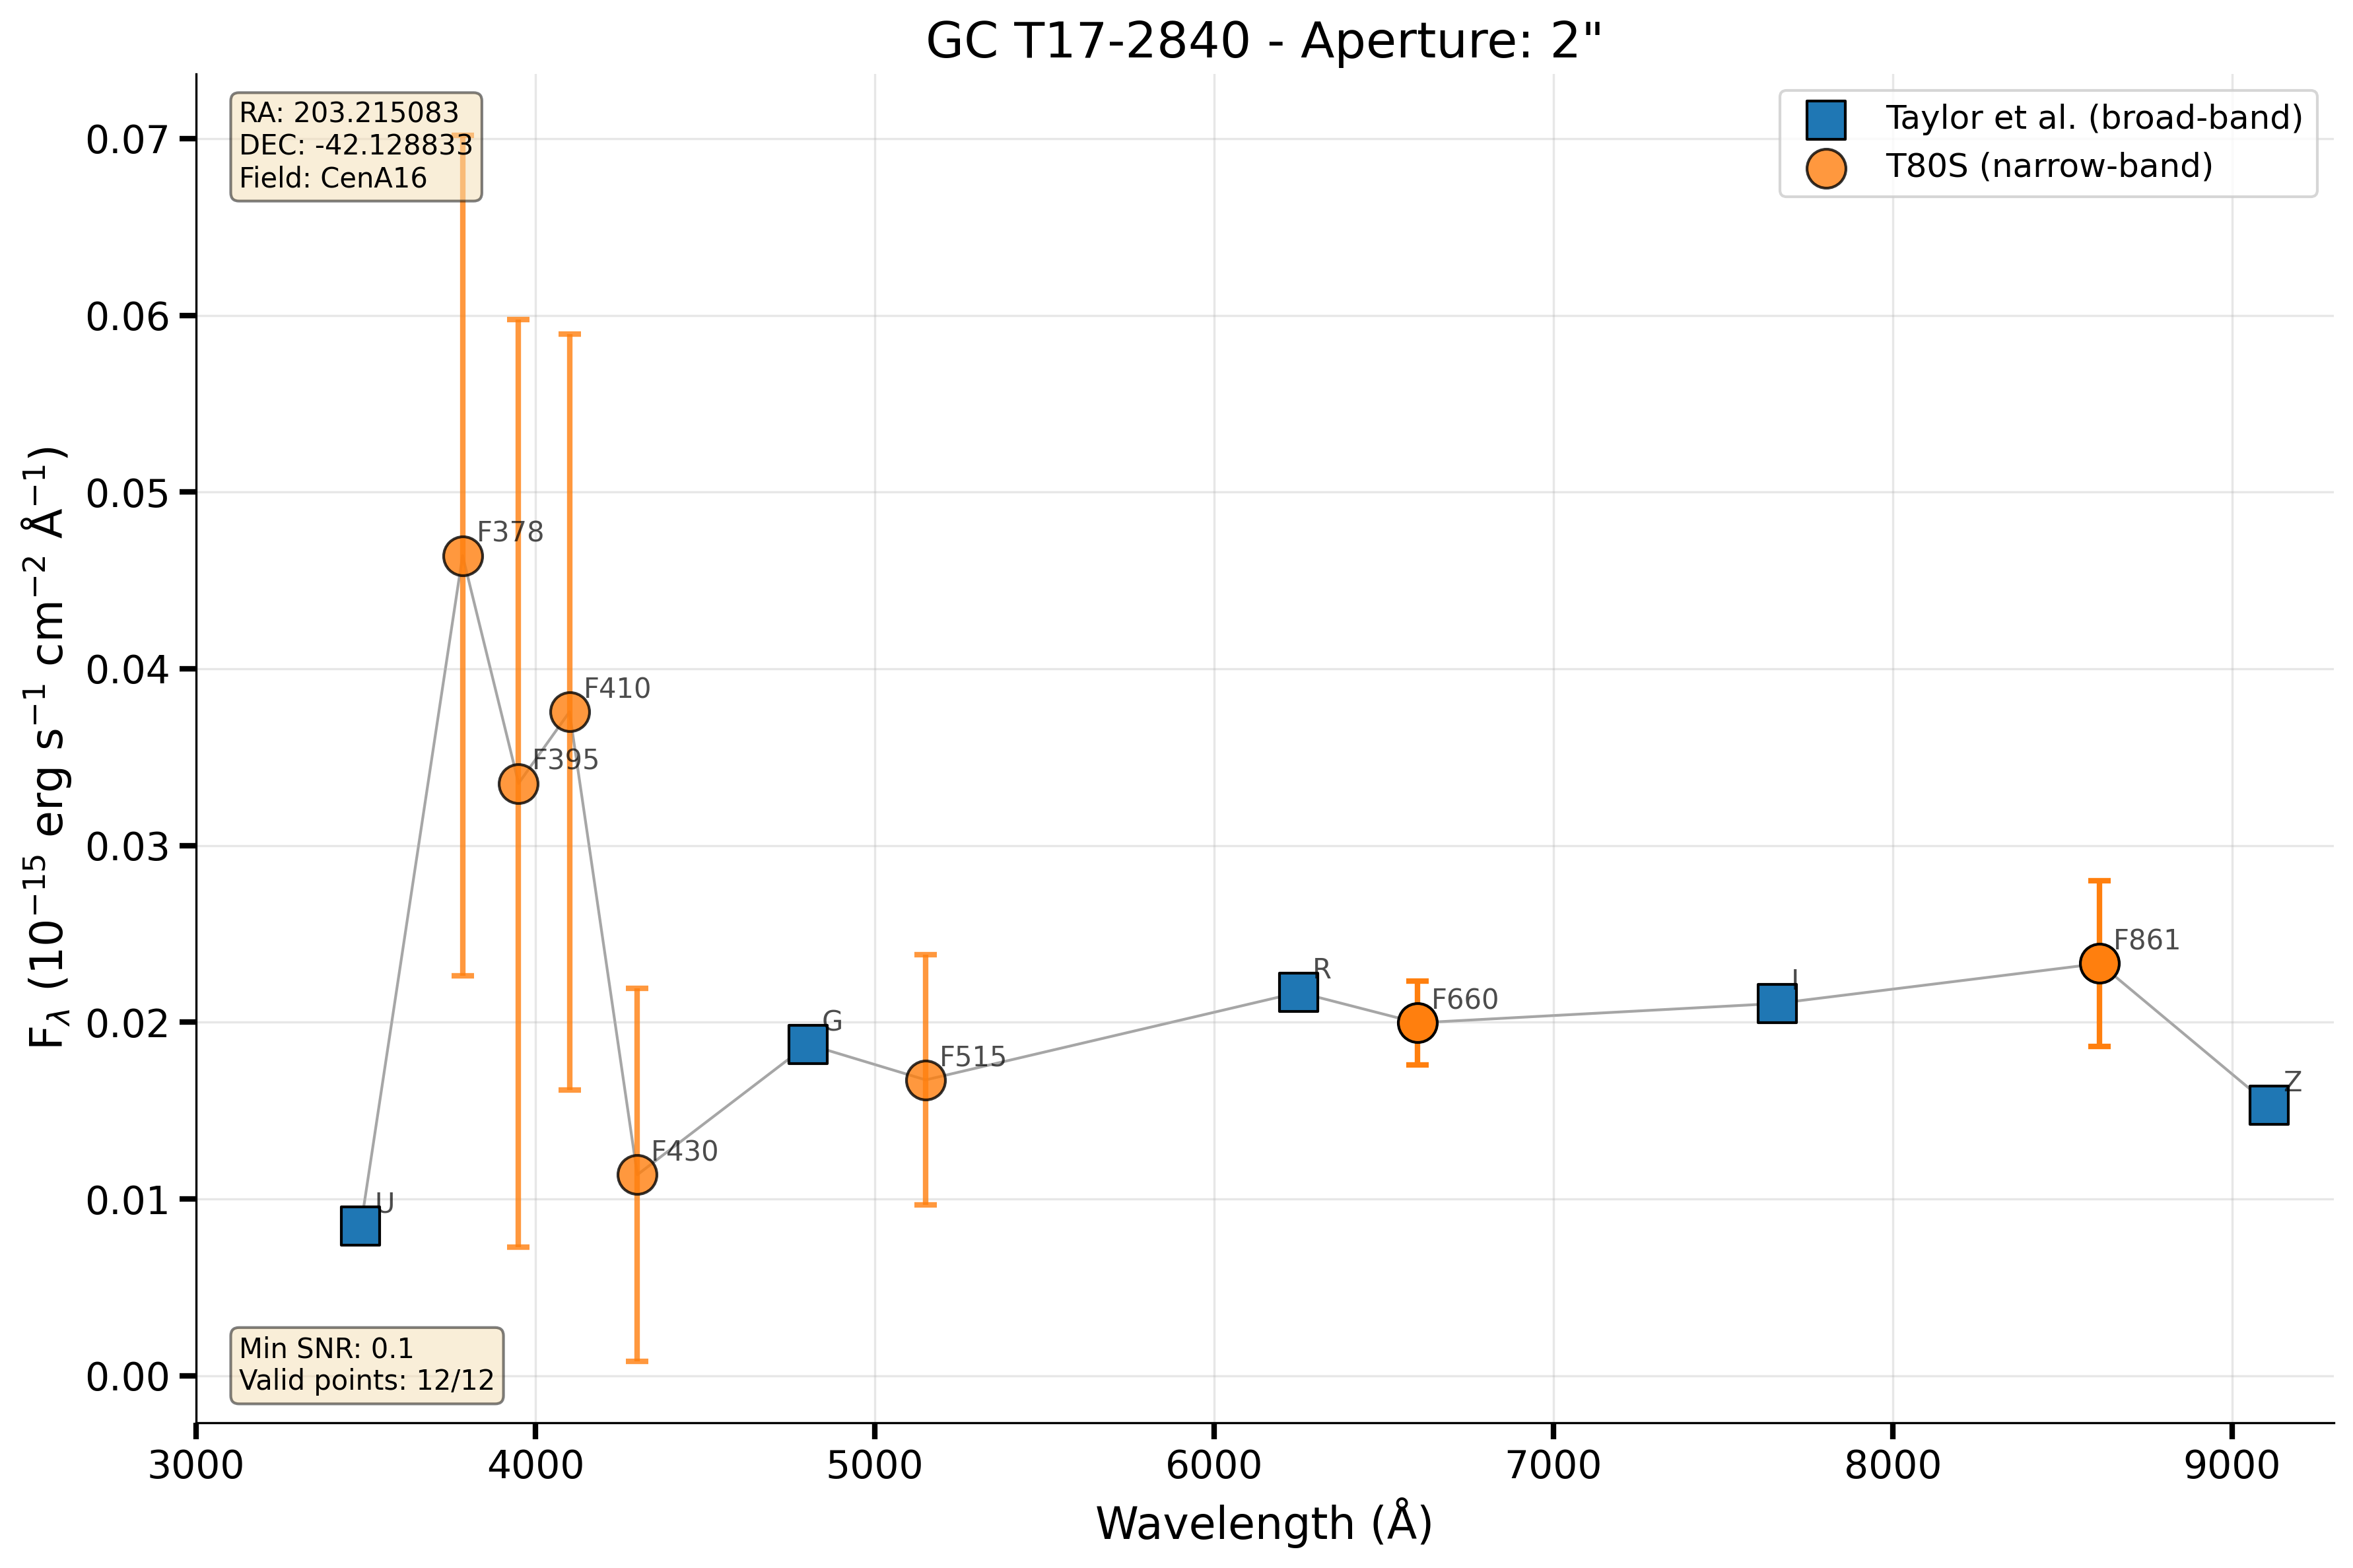 GC T17-2840 - Aperture: 2"
RA: 203.215083
DEC: -42.128833
Field: CenA16
Taylor et al. (broad-band)
T80S (narrow-band)
F_λ (10⁻¹⁵ erg s⁻¹ cm⁻² Å⁻¹)
0.07
0.06
0.05
0.04
0.03
0.02
0.01
0.00
F378
F410
F395
F430
U
G
F515
R
F660
I
F861
Z
Min SNR: 0.1
Valid points: 12/12
3000 4000 5000 6000 7000 8000 9000
Wavelength (Å)